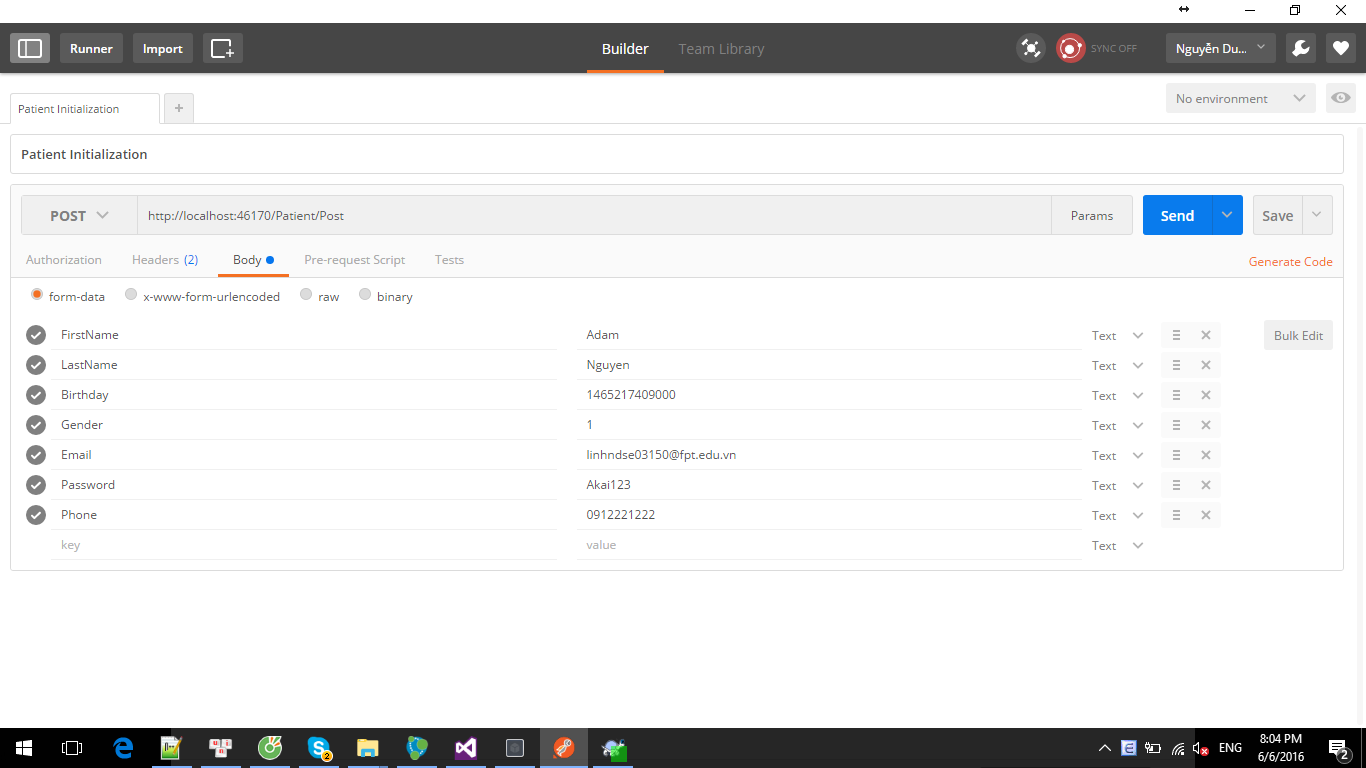 Runner Import Builder Team Library SYNC OFF Nguyễn Du...
Patient Initialization + No environment
Patient Initialization
POST http://localhost:46170/Patient/Post Params Send Save
Authorization Headers (2) Body Pre-request Script Tests Generate Code
form-data x-www-form-urlencoded raw binary
FirstName Adam Text Bulk Edit
LastName Nguyen Text
Birthday 1465217409000 Text
Gender 1 Text
Email linhndse03150@fpt.edu.vn Text
Password Akai123 Text
Phone 0912221222 Text
key value Text
2 ENG 8:04 PM 2
6/6/2016